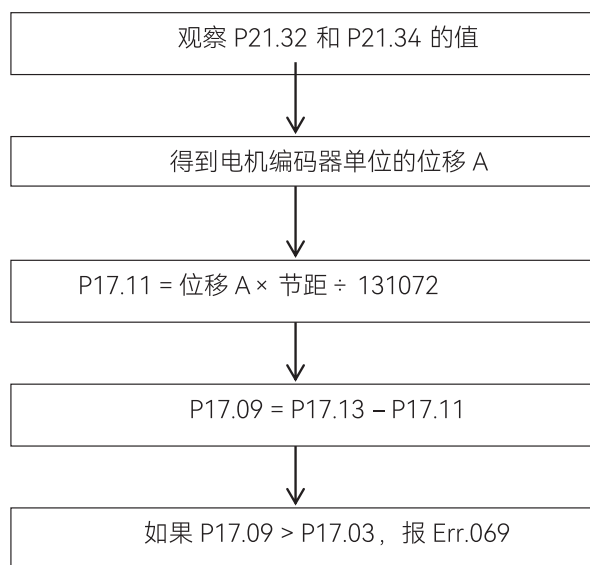 观察 P21.32 和 P21.34 的值
得到电机编码器单位的位移 A
P17.11 = 位移 A × 节距 ÷ 131072
P17.09 = P17.13 – P17.11
如果 P17.09 > P17.03，报 Err.069